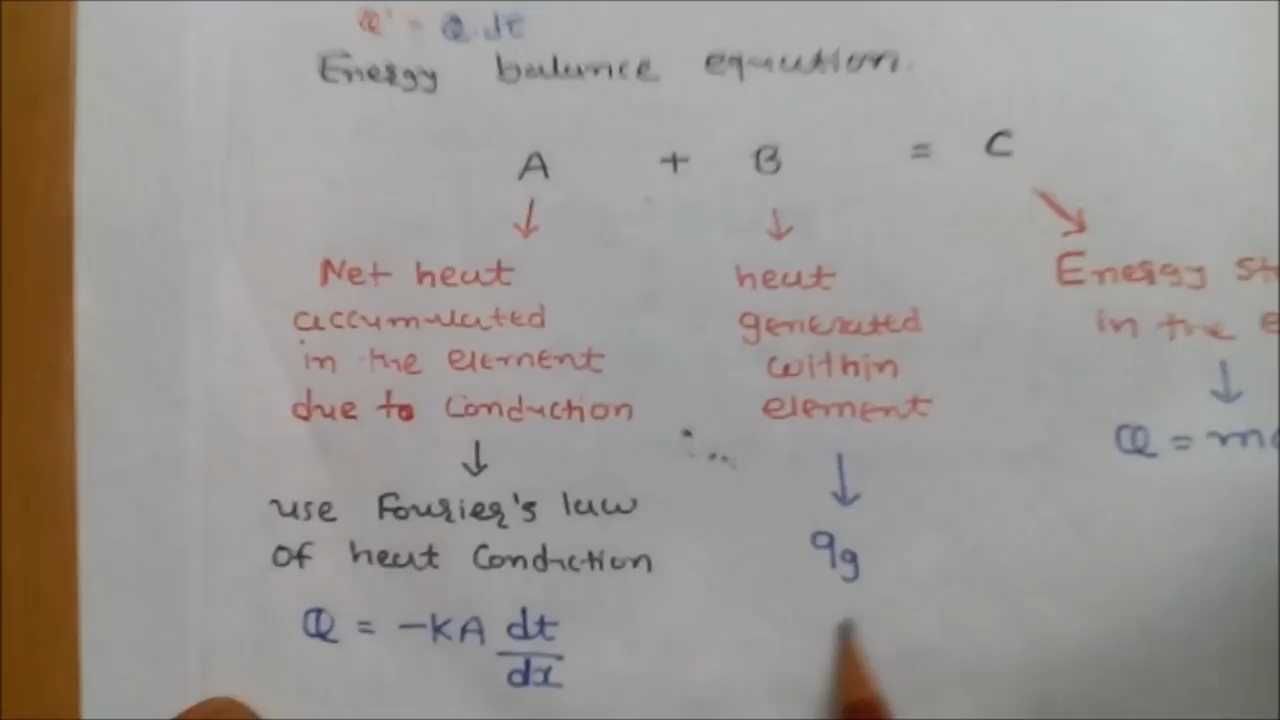 Q' = Q dτ
Energy balance equation.
A + B = C
Net heat
accumulated
in the element
due to Conduction
use Fourier's law
of heat Conduction
Q = -KA dt/dx
heat
generated
within
element
qg
Energy
in the
Q = m